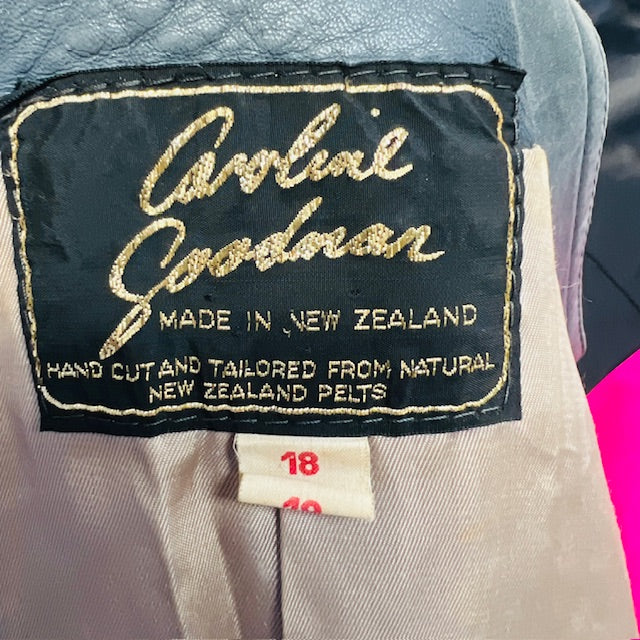 Caroline
Goodman
MADE IN NEW ZEALAND
HAND CUT AND TAILORED FROM NATURAL
NEW ZEALAND PELTS
18